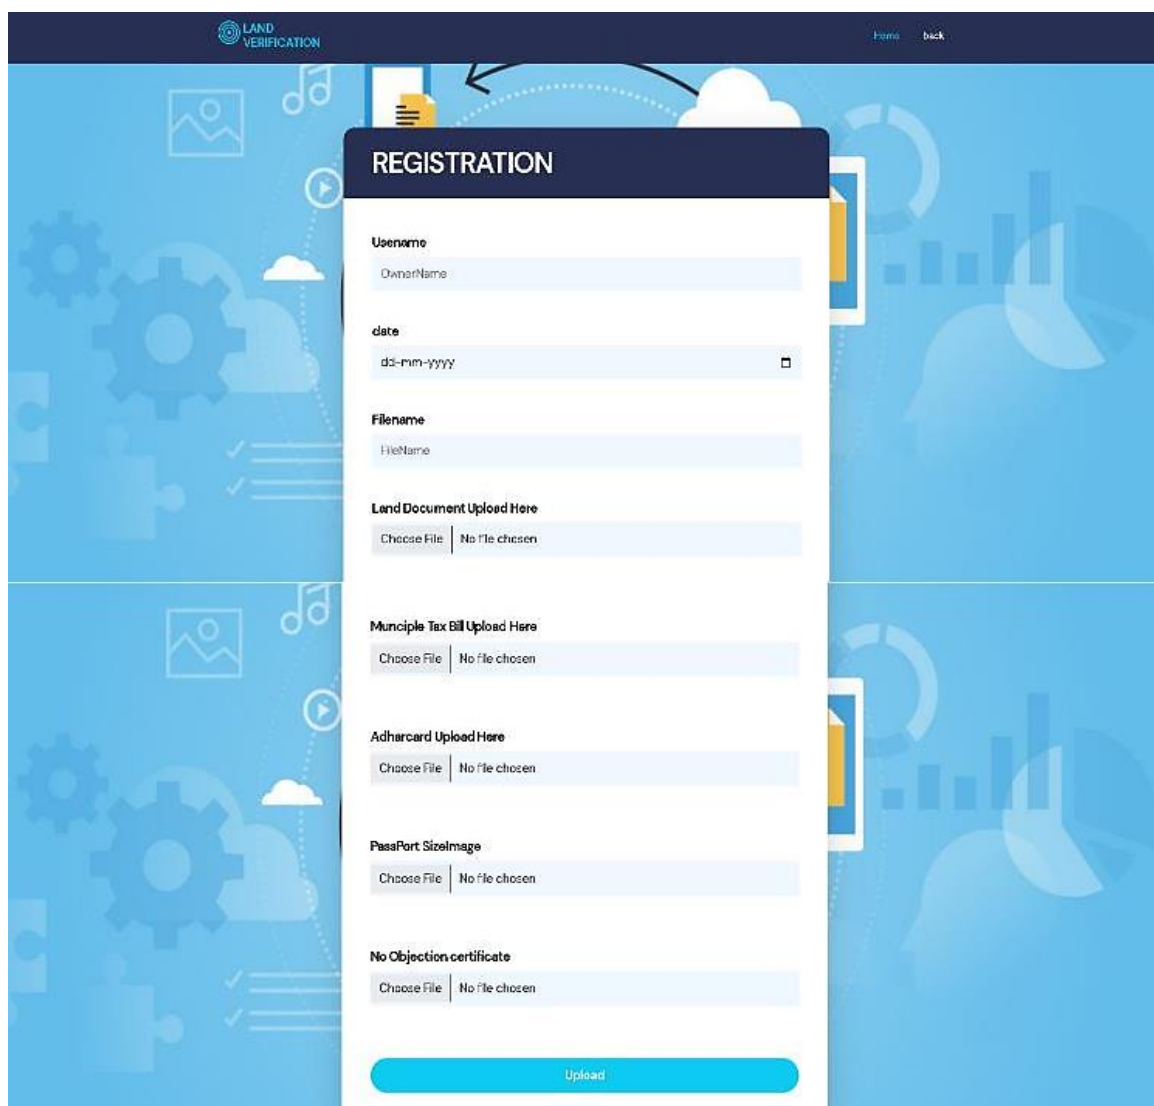 LAND
VERIFICATION
Home back
REGISTRATION
Usename
OwnerName
date
dd-mm-yyyy
Filename
FileName
Land Document Upload Here
Choose File No file chosen
Munciple Tax Bill Upload Here
Choose File No file chosen
Adharcard Upload Here
Choose File No file chosen
PassPort SizeImage
Choose File No file chosen
No Objection certificate
Choose File No file chosen
Upload